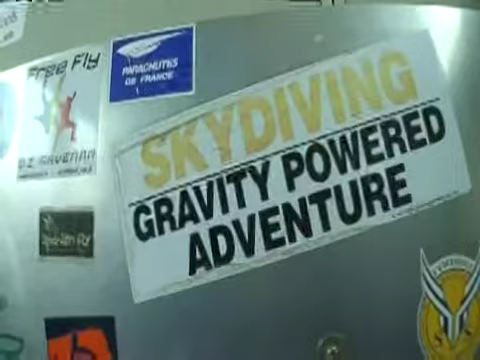 FREE FLY
PARACHUTES
DE FRANCE
SKYDIVING
GRAVITY POWERED
ADVENTURE